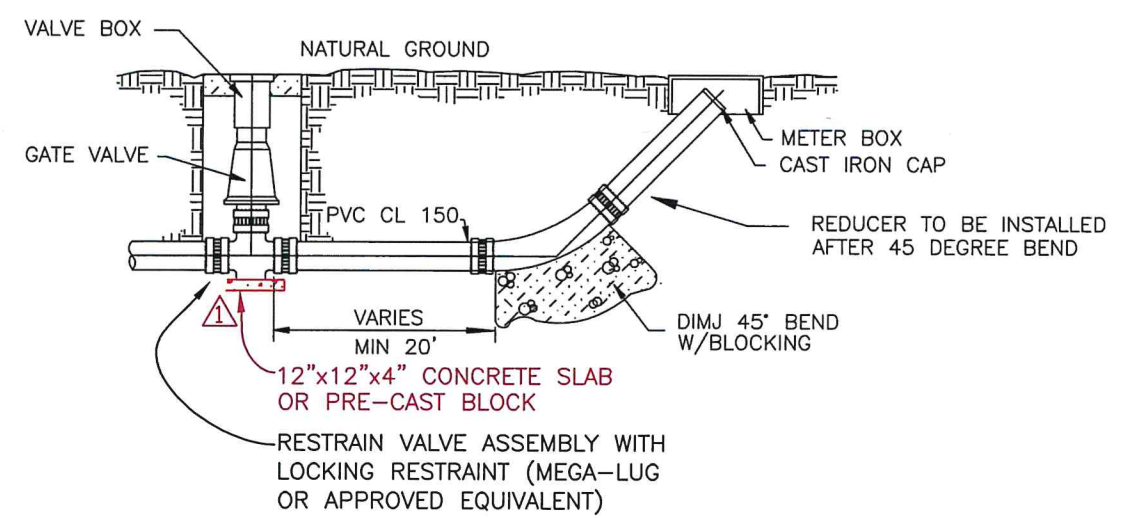 VALVE BOX
NATURAL GROUND
GATE VALVE
METER BOX
CAST IRON CAP
PVC CL 150
REDUCER TO BE INSTALLED
AFTER 45 DEGREE BEND
1
VARIES
MIN 20'
DIMJ 45° BEND
W/BLOCKING
12"x12"x4" CONCRETE SLAB
OR PRE-CAST BLOCK
RESTRAIN VALVE ASSEMBLY WITH
LOCKING RESTRAINT (MEGA-LUG
OR APPROVED EQUIVALENT)